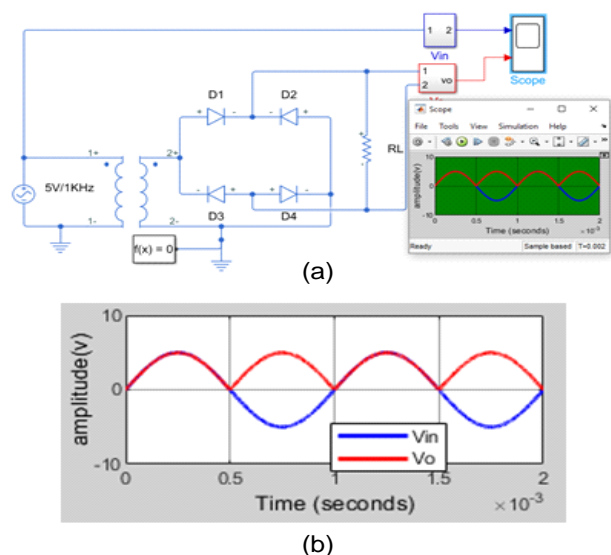 1 2
Vin
Scope
D1 D2
1
2
vo
+ - - +
+
1+ 2+
RL
5V/1KHz
- + + -
-
1- 2-
D3 D4
f(x) = 0
Scope
File Tools View Simulation Help
10
0
-10
amplitude(v)
0 0.5 1 1.5 2
Time (seconds) ×10⁻³
Ready Sample based T=0.002
(a)
10
0
-10
amplitude(v)
Vin
Vo
0 0.5 1 1.5 2
Time (seconds) ×10⁻³
(b)